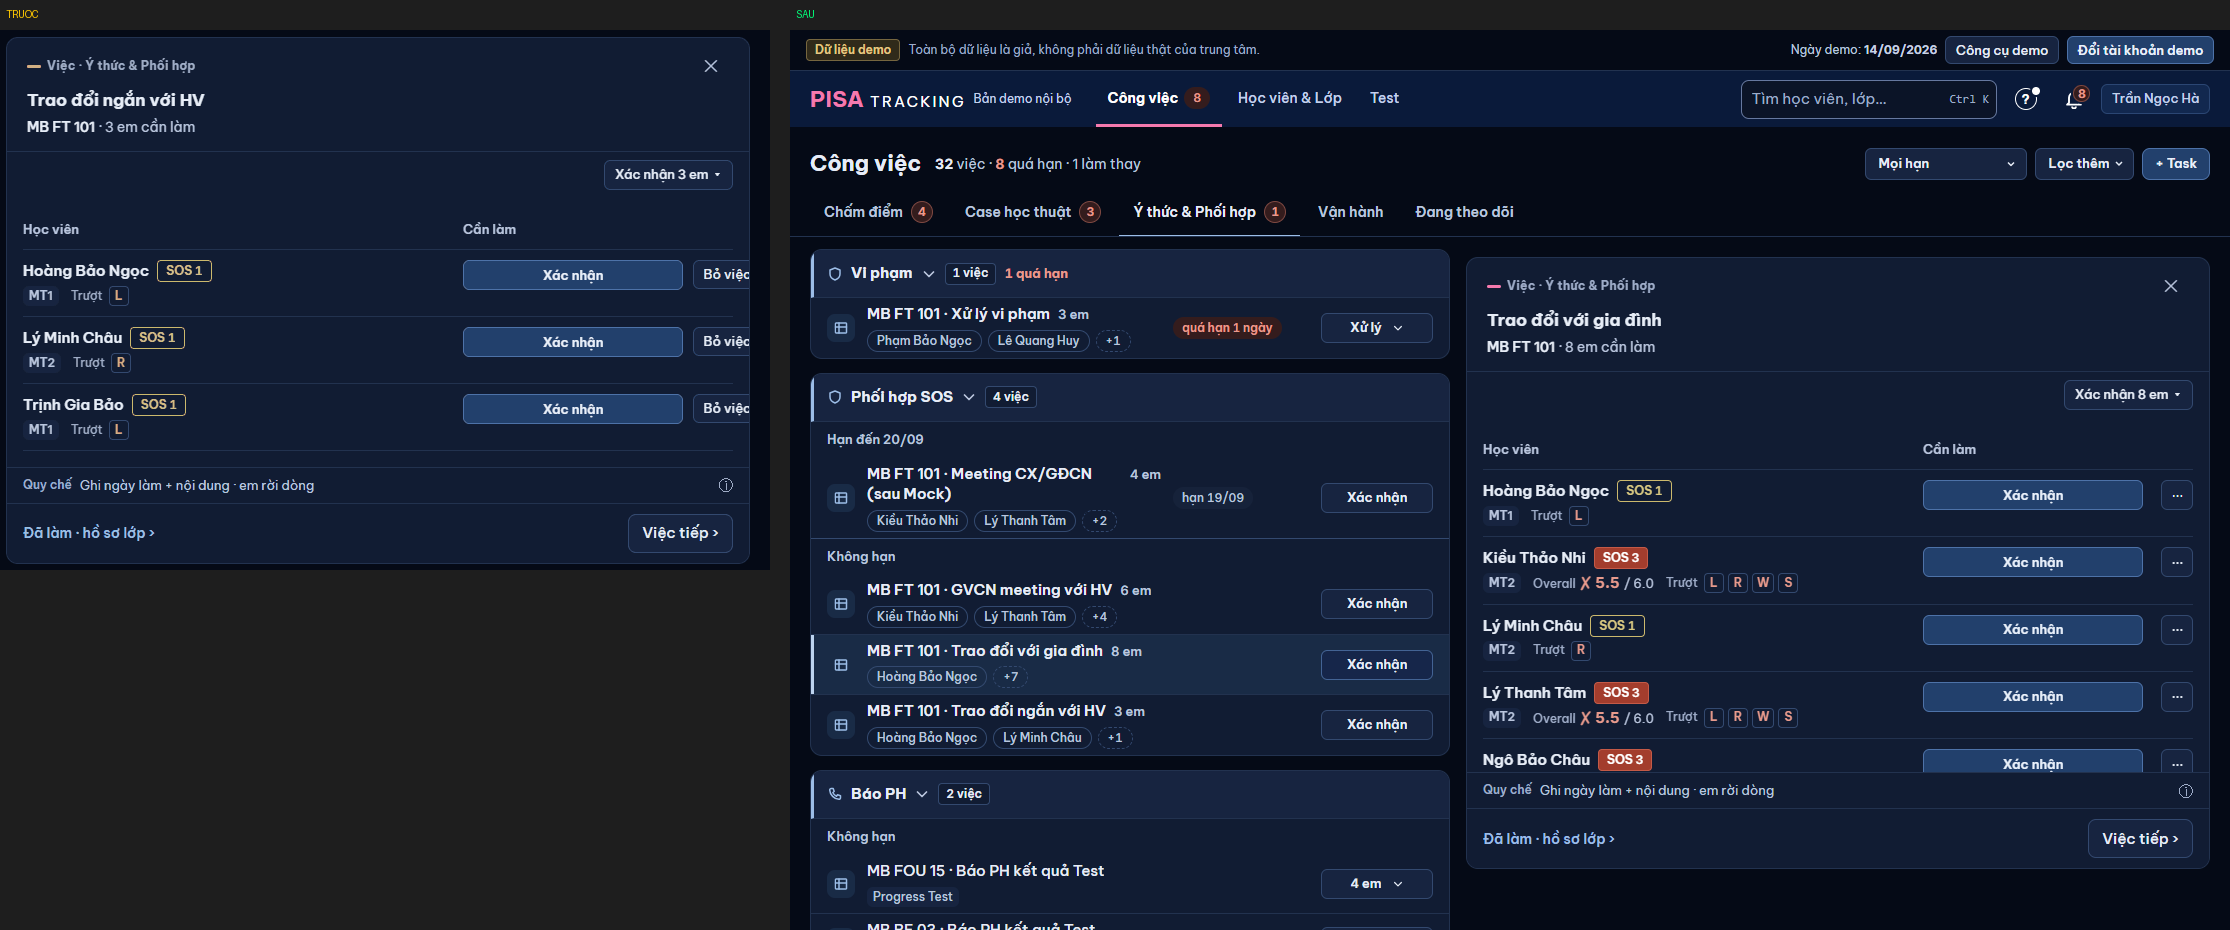 TRUOC
Việc · Ý thức & Phối hợp
Trao đổi ngắn với HV
MB FT 101 · 3 em cần làm
Xác nhận 3 em
Học viên
Cần làm
Hoàng Bảo Ngọc SOS 1
MT1 Trượt L
Xác nhận
Bỏ việc
Lý Minh Châu SOS 1
MT2 Trượt R
Xác nhận
Bỏ việc
Trịnh Gia Bảo SOS 1
MT1 Trượt L
Xác nhận
Bỏ việc
Quy chế Ghi ngày làm + nội dung · em rời dòng
Đã làm · hồ sơ lớp ›
Việc tiếp ›
SAU
Dữ liệu demo Toàn bộ dữ liệu là giả, không phải dữ liệu thật của trung tâm.
Ngày demo: 14/09/2026 Công cụ demo Đổi tài khoản demo
PISA TRACKING Bản demo nội bộ Công việc 8 Học viên & Lớp Test
Tìm học viên, lớp... Ctrl K ? 8 Trần Ngọc Hà
Công việc 32 việc · 8 quá hạn · 1 làm thay
Mọi hạn Lọc thêm + Task
Chấm điểm 4 Case học thuật 3 Ý thức & Phối hợp 1 Vận hành Đang theo dõi
Vi phạm 1 việc 1 quá hạn
MB FT 101 · Xử lý vi phạm 3 em
Phạm Bảo Ngọc Lê Quang Huy +1
quá hạn 1 ngày
Xử lý
Phối hợp SOS 4 việc
Hạn đến 20/09
MB FT 101 · Meeting CX/GĐCN 4 em
(sau Mock)
Kiều Thảo Nhi Lý Thanh Tâm +2
hạn 19/09
Xác nhận
Không hạn
MB FT 101 · GVCN meeting với HV 6 em
Kiều Thảo Nhi Lý Thanh Tâm +4
Xác nhận
MB FT 101 · Trao đổi với gia đình 8 em
Hoàng Bảo Ngọc +7
Xác nhận
MB FT 101 · Trao đổi ngắn với HV 3 em
Hoàng Bảo Ngọc Lý Minh Châu +1
Xác nhận
Báo PH 2 việc
Không hạn
MB FOU 15 · Báo PH kết quả Test
Progress Test
4 em
MB PF 03 · Báo PH kết quả Test
Việc · Ý thức & Phối hợp
Trao đổi với gia đình
MB FT 101 · 8 em cần làm
Xác nhận 8 em
Học viên
Cần làm
Hoàng Bảo Ngọc SOS 1
MT1 Trượt L
Xác nhận
...
Kiều Thảo Nhi SOS 3
MT2 Overall ✗ 5.5 / 6.0 Trượt L R W S
Xác nhận
...
Lý Minh Châu SOS 1
MT2 Trượt R
Xác nhận
...
Lý Thanh Tâm SOS 3
MT2 Overall ✗ 5.5 / 6.0 Trượt L R W S
Xác nhận
...
Ngô Bảo Châu SOS 3
Xác nhận
...
Quy chế Ghi ngày làm + nội dung · em rời dòng
Đã làm · hồ sơ lớp ›
Việc tiếp ›